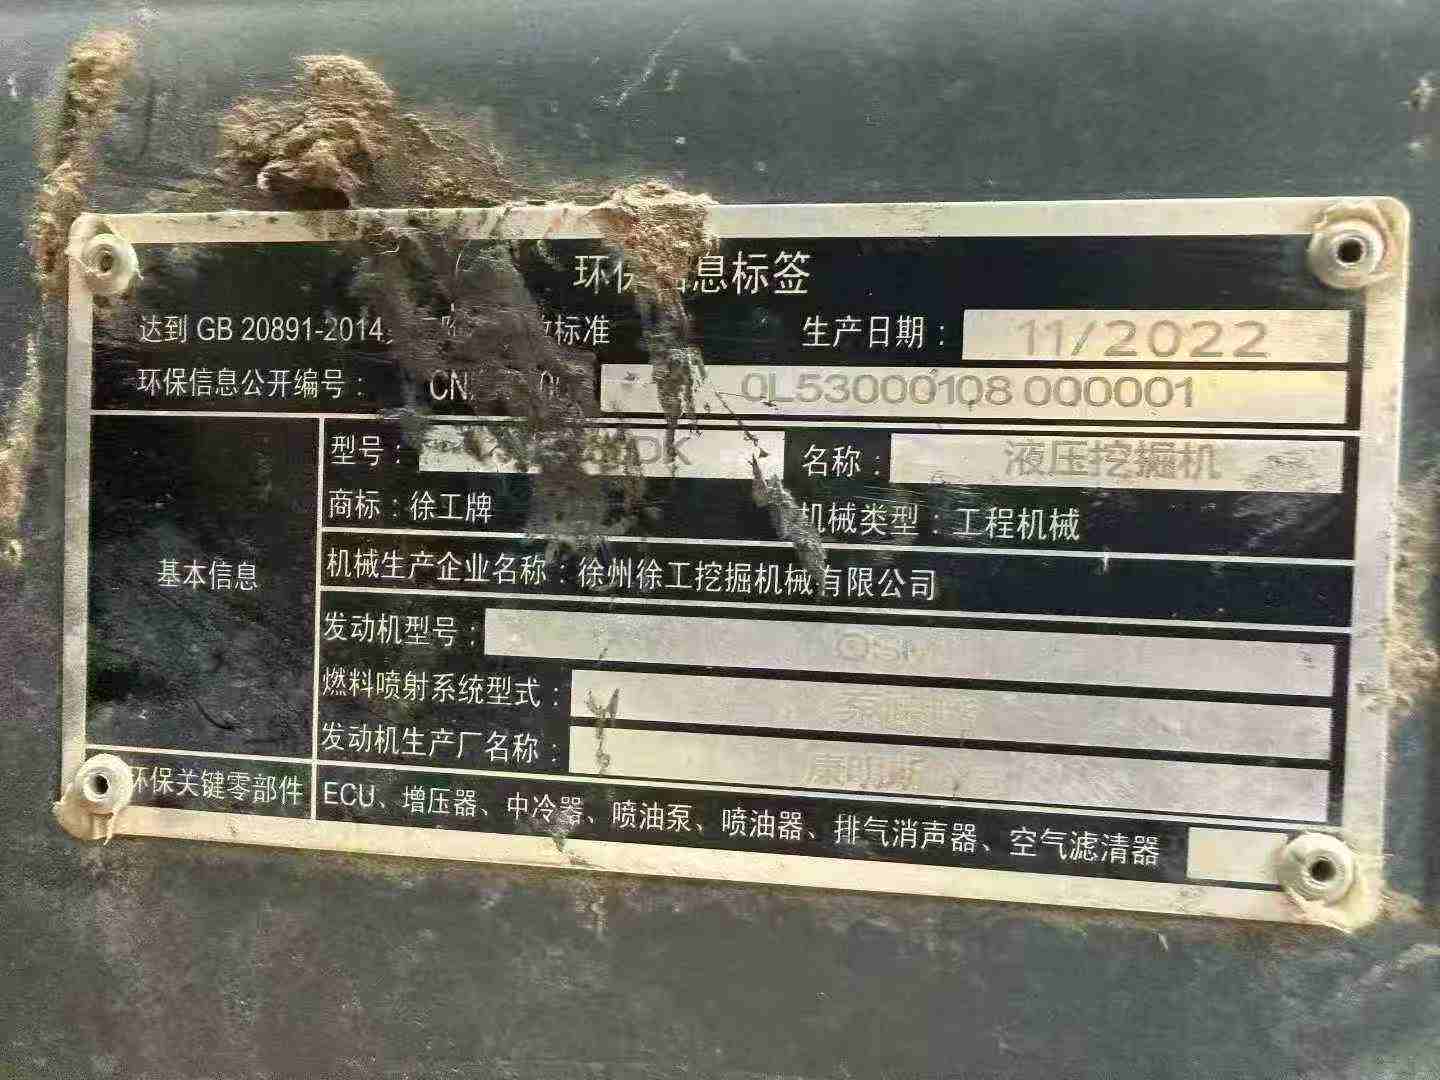 环保信息标签
达到 GB 20891-2014 标准 生产日期： 11/2022
环保信息公开编号： CN 0L53000108 000001
型号： DK 名称： 液压挖掘机
商标：徐工牌 机械类型：工程机械
基本信息 机械生产企业名称：徐州徐工挖掘机械有限公司
发动机型号： QSM
燃料喷射系统型式：
发动机生产厂名称： 康明斯
环保关键零部件 ECU、增压器、中冷器、喷油泵、喷油器、排气消声器、空气滤清器